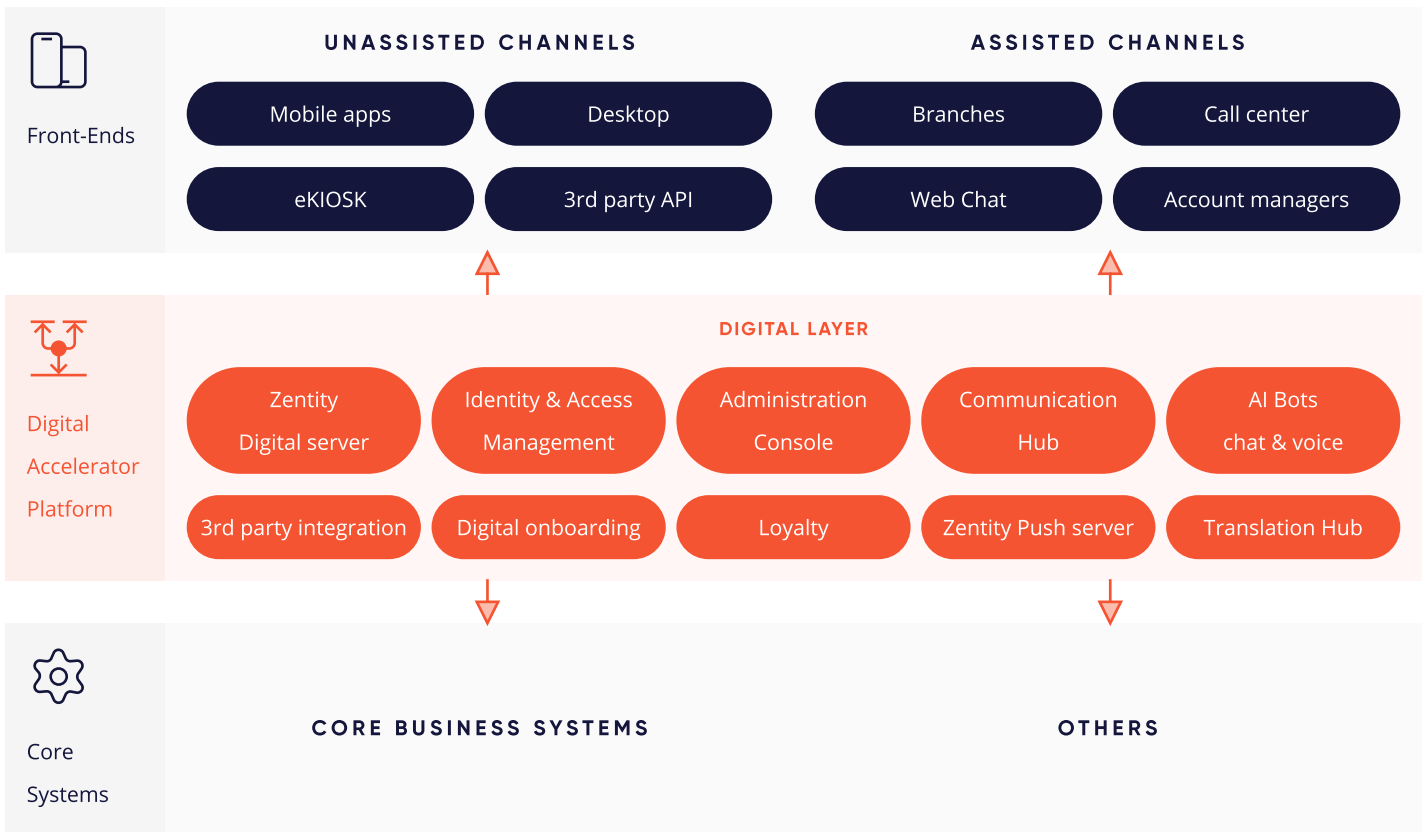 Front-Ends
UNASSISTED CHANNELS
Mobile apps
Desktop
eKIOSK
3rd party API
ASSISTED CHANNELS
Branches
Call center
Web Chat
Account managers
Digital
Accelerator
Platform
DIGITAL LAYER
Zentity
Digital server
Identity & Access
Management
Administration
Console
Communication
Hub
AI Bots
chat & voice
3rd party integration
Digital onboarding
Loyalty
Zentity Push server
Translation Hub
Core
Systems
CORE BUSINESS SYSTEMS
OTHERS